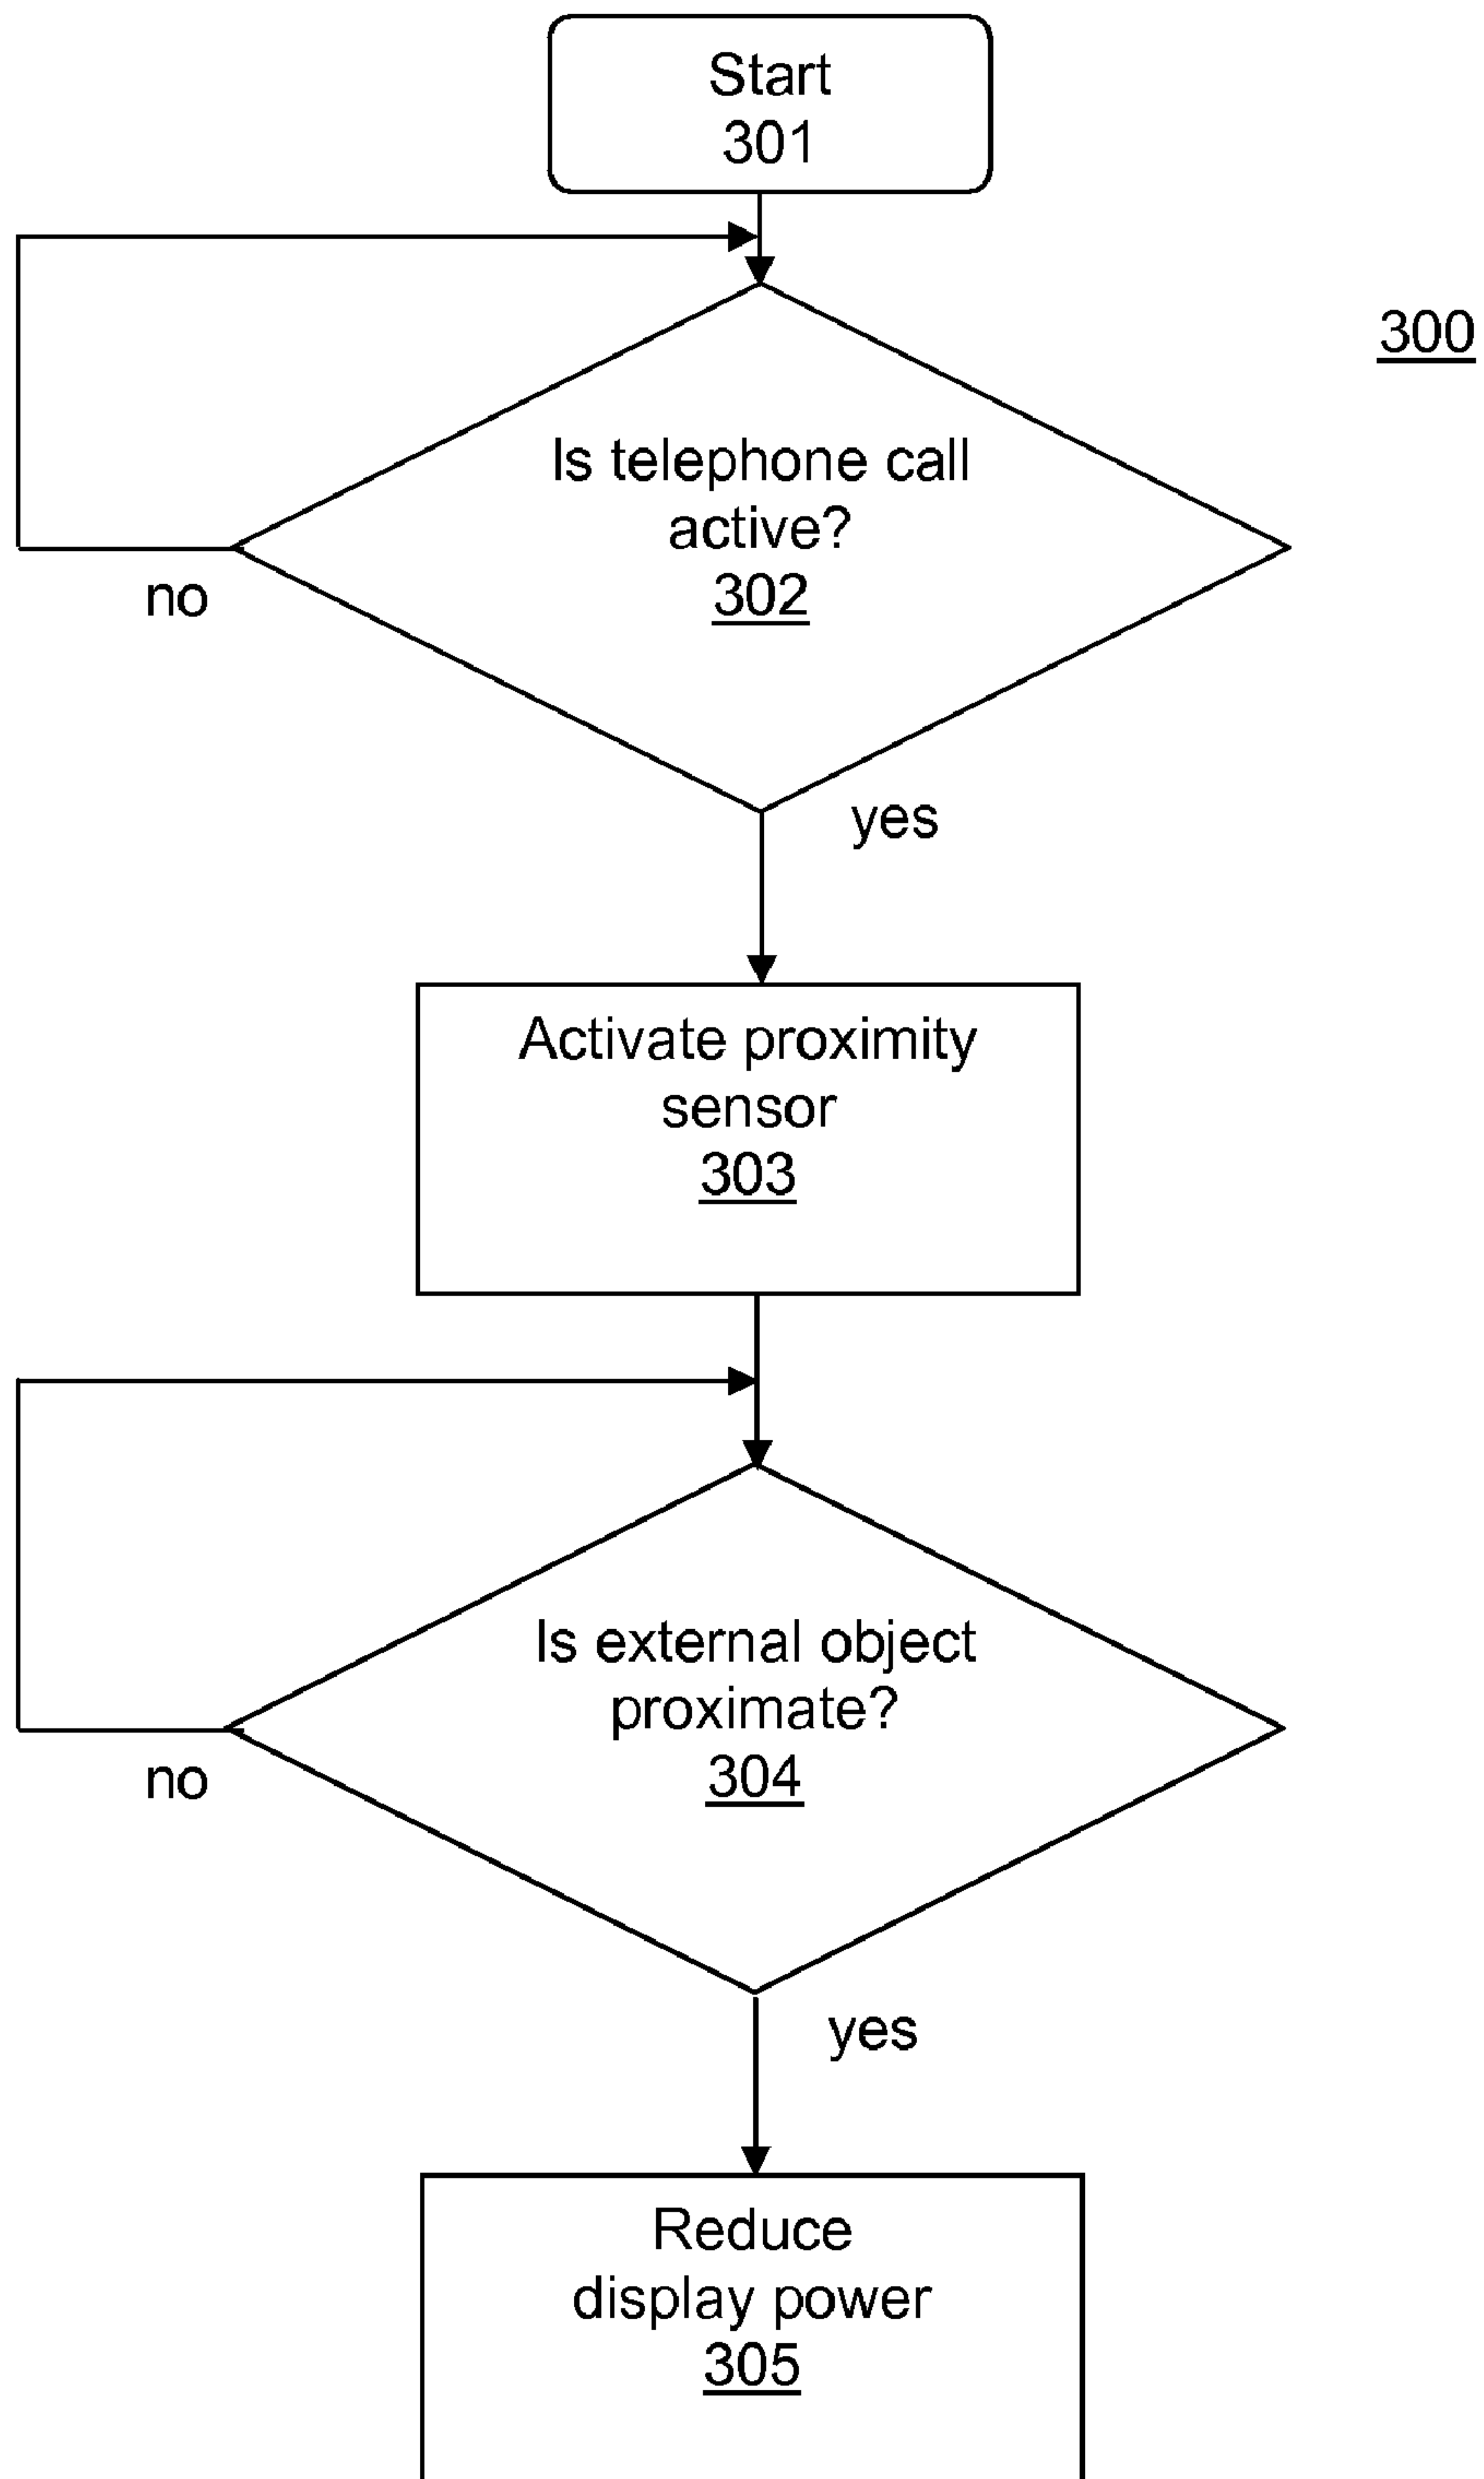 Start
301
300
Is telephone call
active?
302
no
yes
Activate proximity
sensor
303
Is external object
proximate?
304
no
yes
Reduce
display power
305